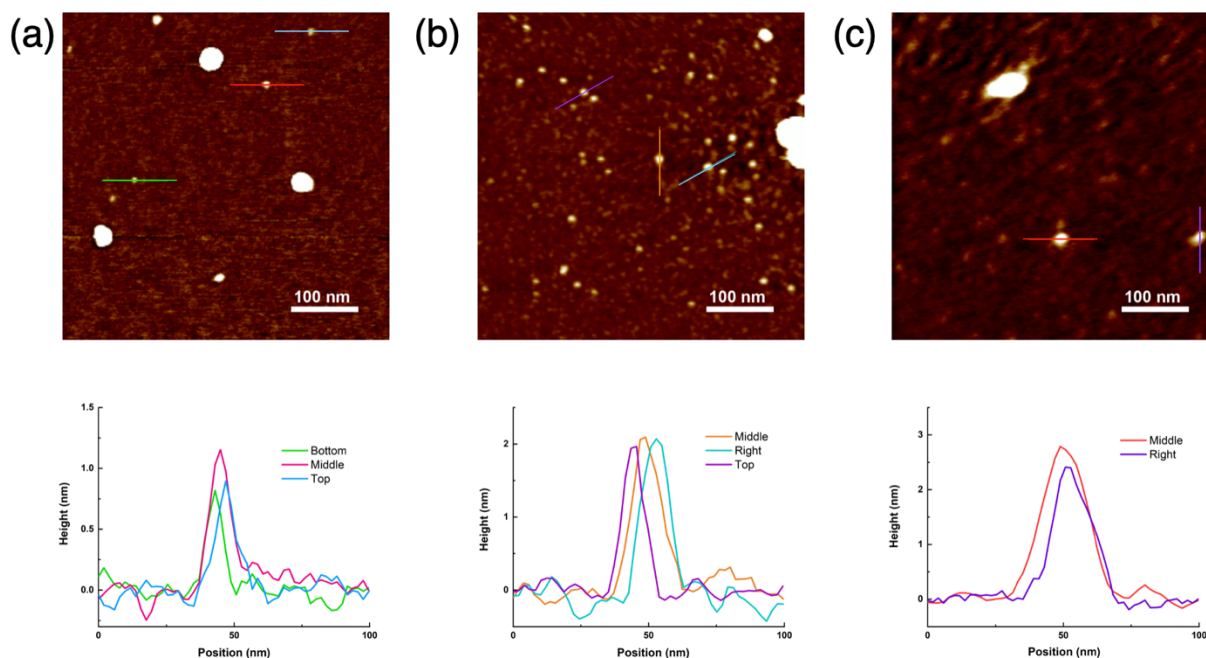 (a)
100 nm
(b)
100 nm
(c)
100 nm
1.5
1.0
0.5
0.0
0
50
100
Height (nm)
Position (nm)
Bottom
Middle
Top
2
1
0
0
50
100
Height (nm)
Position (nm)
Middle
Right
Top
3
2
1
0
0
50
100
Height (nm)
Position (nm)
Middle
Right